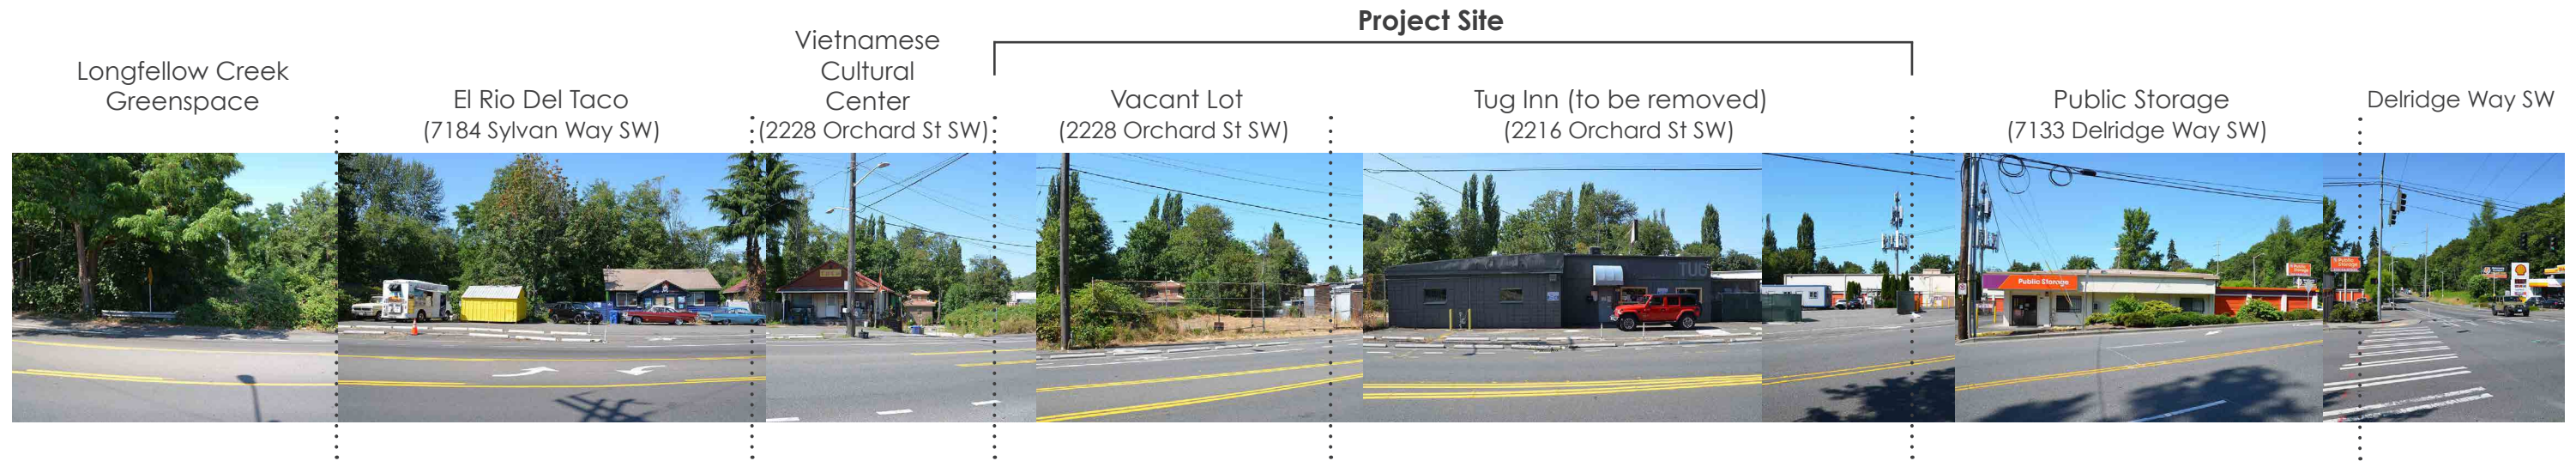 Project Site
Longfellow Creek
Greenspace
El Rio Del Taco
(7184 Sylvan Way SW)
Vietnamese
Cultural
Center
(2228 Orchard St SW)
Vacant Lot
(2228 Orchard St SW)
Tug Inn (to be removed)
(2216 Orchard St SW)
Public Storage
(7133 Delridge Way SW)
Delridge Way SW
TUG
Public Storage
Public
Storage